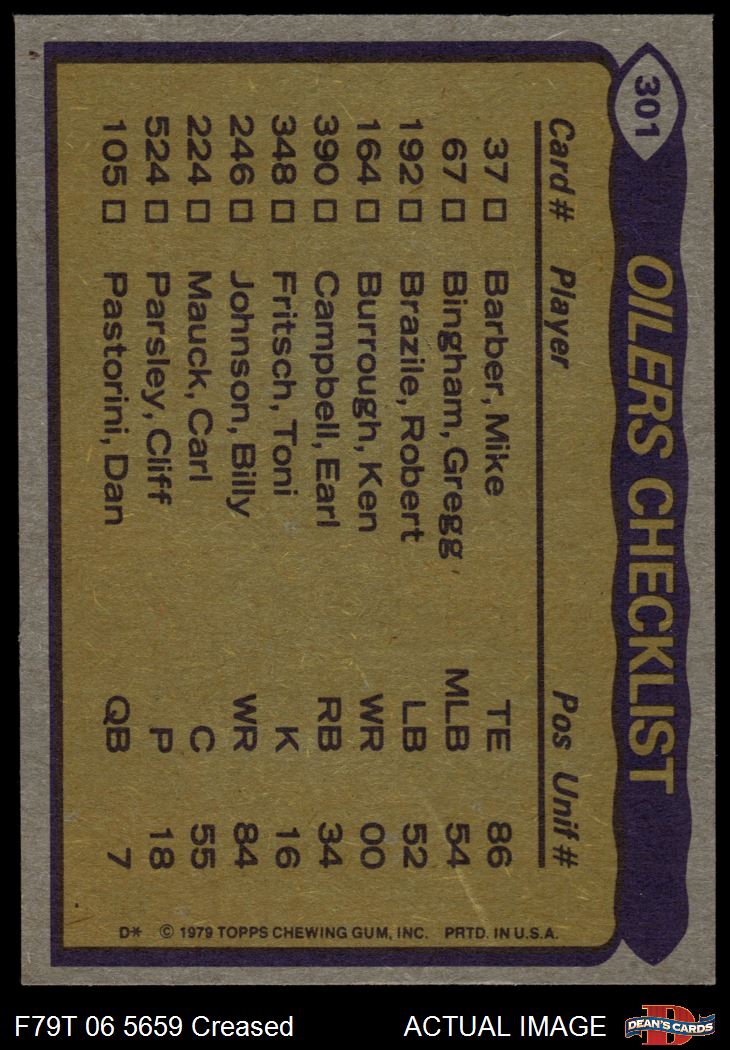 301
OILERS CHECKLIST
Card # Player Pos Unif #
37 Barber, Mike TE 86
67 Bingham, Gregg MLB 54
192 Brazile, Robert LB 52
164 Burrough, Ken WR 00
390 Campbell, Earl RB 34
348 Fritsch, Toni K 16
246 Johnson, Billy WR 84
224 Mauck, Carl C 55
524 Parsley, Cliff P 18
105 Pastorini, Dan QB 7
D* © 1979 TOPPS CHEWING GUM, INC. PRTD. IN U.S.A.
F79T 06 5659 Creased ACTUAL IMAGE
D
DEAN'S CARDS